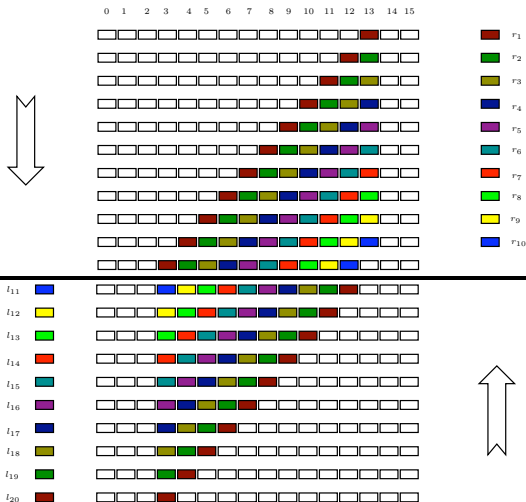 0 1 2 3 4 5 6 7 8 9 10 11 12 13 14 15
r₁
r₂
r₃
r₄
r₅
r₆
r₇
r₈
r₉
r₁₀
l₁₁
l₁₂
l₁₃
l₁₄
l₁₅
l₁₆
l₁₇
l₁₈
l₁₉
l₂₀